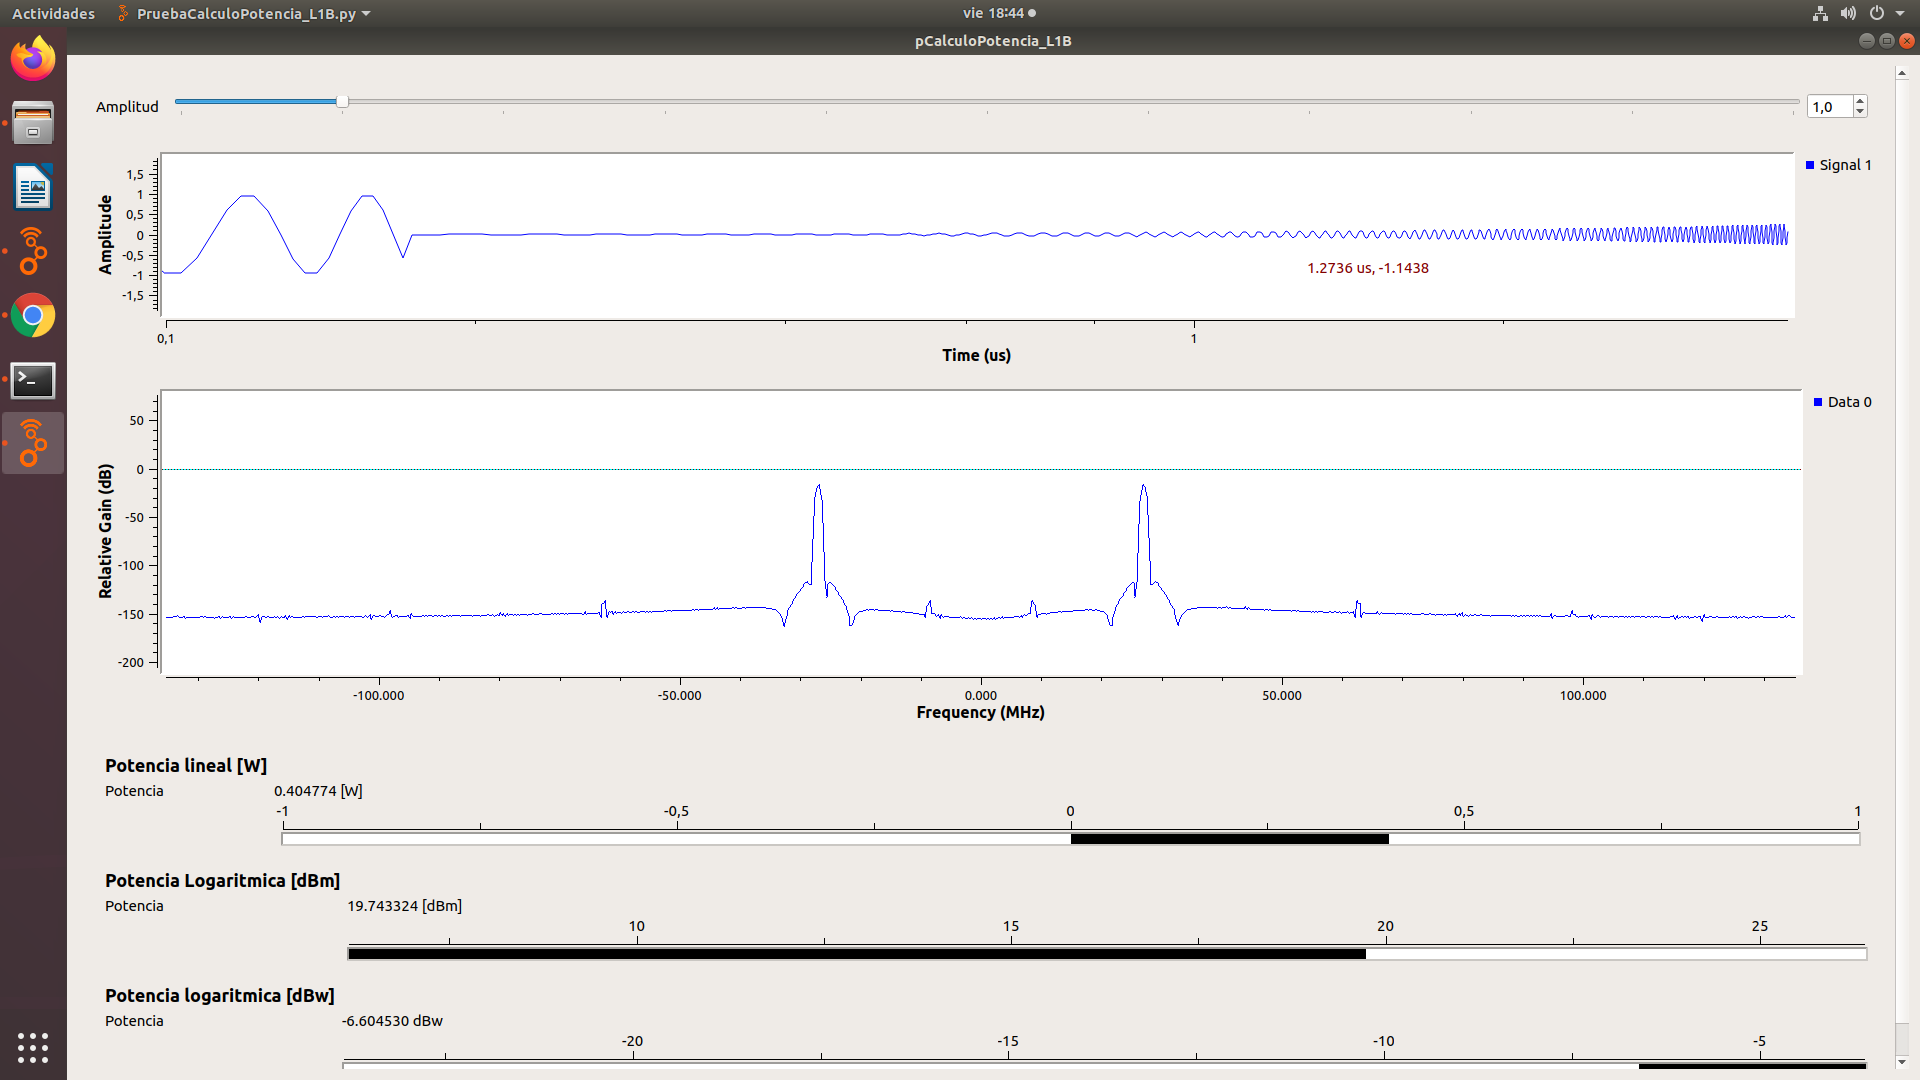 Actividades PruebaCalculoPotencia_L1B.py vie 18:44
pCalculoPotencia_L1B
Amplitud 1,0
Signal 1
Amplitude
1,5
1
0,5
0
-0,5
-1
-1,5
1.2736 us, -1.1438
0,1 1
Time (us)
Data 0
Relative Gain (dB)
50
0
-50
-100
-150
-200
-100.000 -50.000 0.000 50.000 100.000
Frequency (MHz)
Potencia lineal [W]
Potencia 0.404774 [W]
-1 -0,5 0 0,5 1
Potencia Logaritmica [dBm]
Potencia 19.743324 [dBm]
10 15 20 25
Potencia logaritmica [dBw]
Potencia -6.604530 dBw
-20 -15 -10 -5